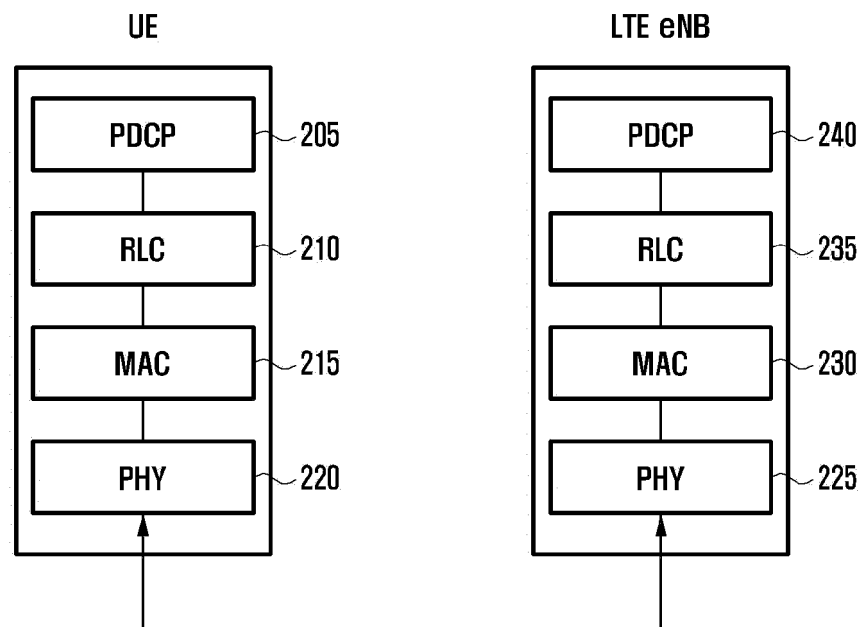 UE
LTE eNB
PDCP 205
PDCP 240
RLC 210
RLC 235
MAC 215
MAC 230
PHY 220
PHY 225